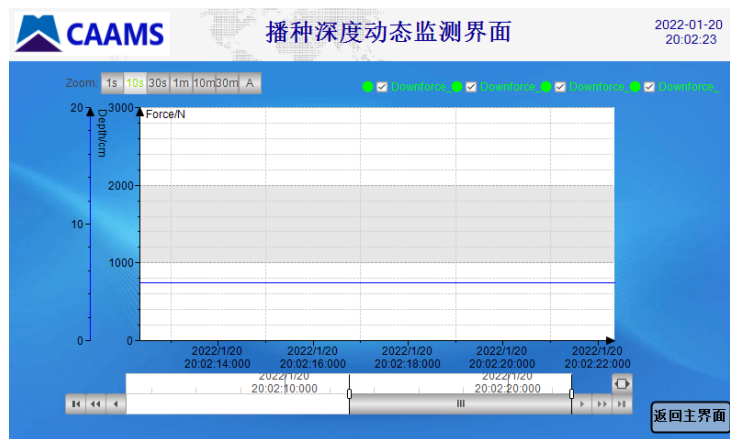 CAAMS
播种深度动态监测界面
2022-01-20
20:02:23
Zoom: 1s 10s 30s 1m 10m 30m A
Downforce_ Downforce_ Downforce_ Downforce_
20 3000 Force/N
Depth/cm
2000
10
1000
0 0
2022/1/20 2022/1/20 2022/1/20 2022/1/20 2022/1/20
20:02:14:000 20:02:16:000 20:02:18:000 20:02:20:000 20:02:22:000
2022/1/20 2022/1/20
20:02:10:000 20:02:20:000
返回主界面